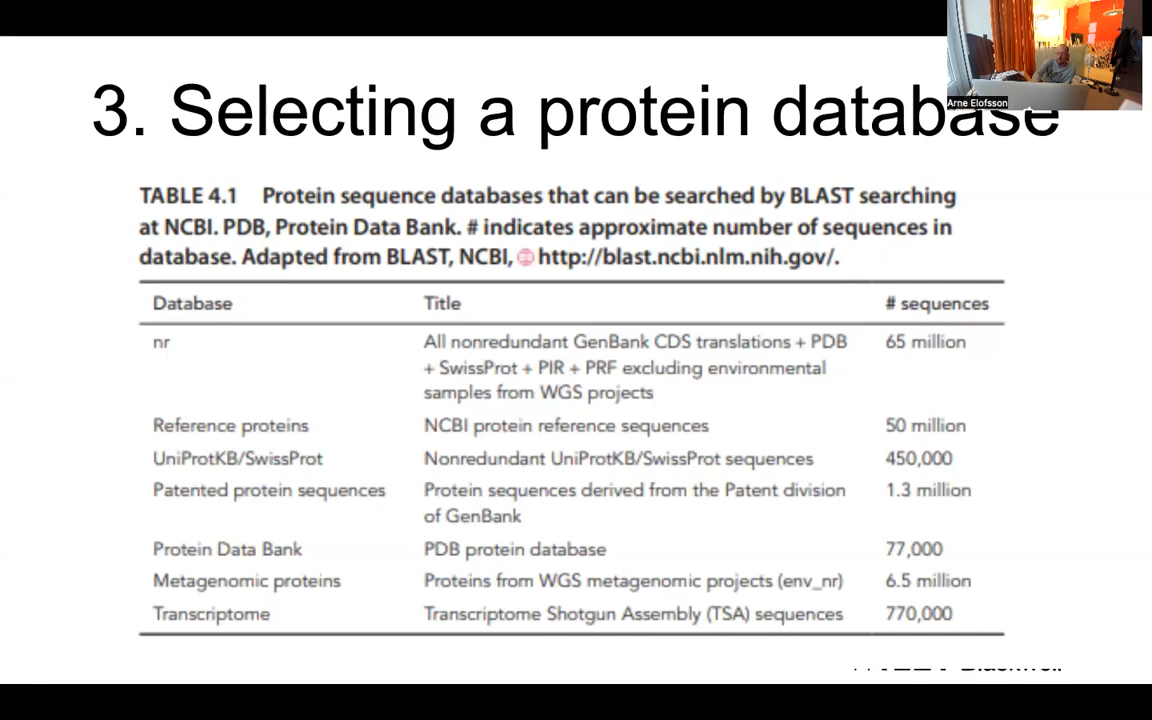 Arne Elofsson
3. Selecting a protein database
TABLE 4.1 Protein sequence databases that can be searched by BLAST searching
at NCBI. PDB, Protein Data Bank. # indicates approximate number of sequences in
database. Adapted from BLAST, NCBI, http://blast.ncbi.nlm.nih.gov/.
Database Title # sequences
nr All nonredundant GenBank CDS translations + PDB 65 million
+ SwissProt + PIR + PRF excluding environmental
samples from WGS projects
Reference proteins NCBI protein reference sequences 50 million
UniProtKB/SwissProt Nonredundant UniProtKB/SwissProt sequences 450,000
Patented protein sequences Protein sequences derived from the Patent division 1.3 million
of GenBank
Protein Data Bank PDB protein database 77,000
Metagenomic proteins Proteins from WGS metagenomic projects (env_nr) 6.5 million
Transcriptome Transcriptome Shotgun Assembly (TSA) sequences 770,000